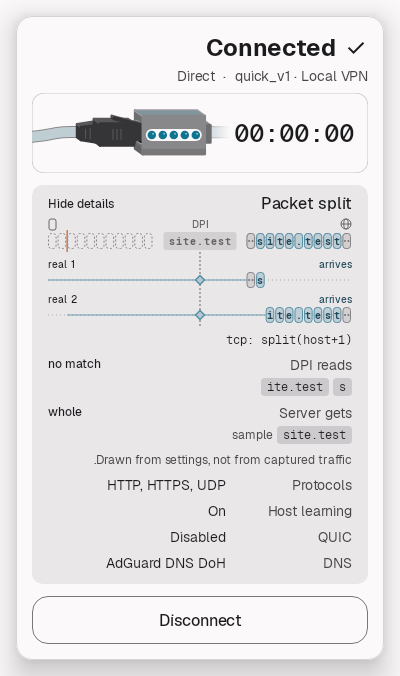 Connected
Direct · quick_v1 · Local VPN
00:00:00
Packet split
Hide details
DPI
site.test
site.test
real 1
arrives
s
real 2
arrives
ite.test
tcp: split(host+1)
DPI reads
no match
ite.test s
Server gets
whole
sample site.test
.Drawn from settings, not from captured traffic
Protocols
HTTP, HTTPS, UDP
Host learning
On
QUIC
Disabled
DNS
AdGuard DNS DoH
Disconnect